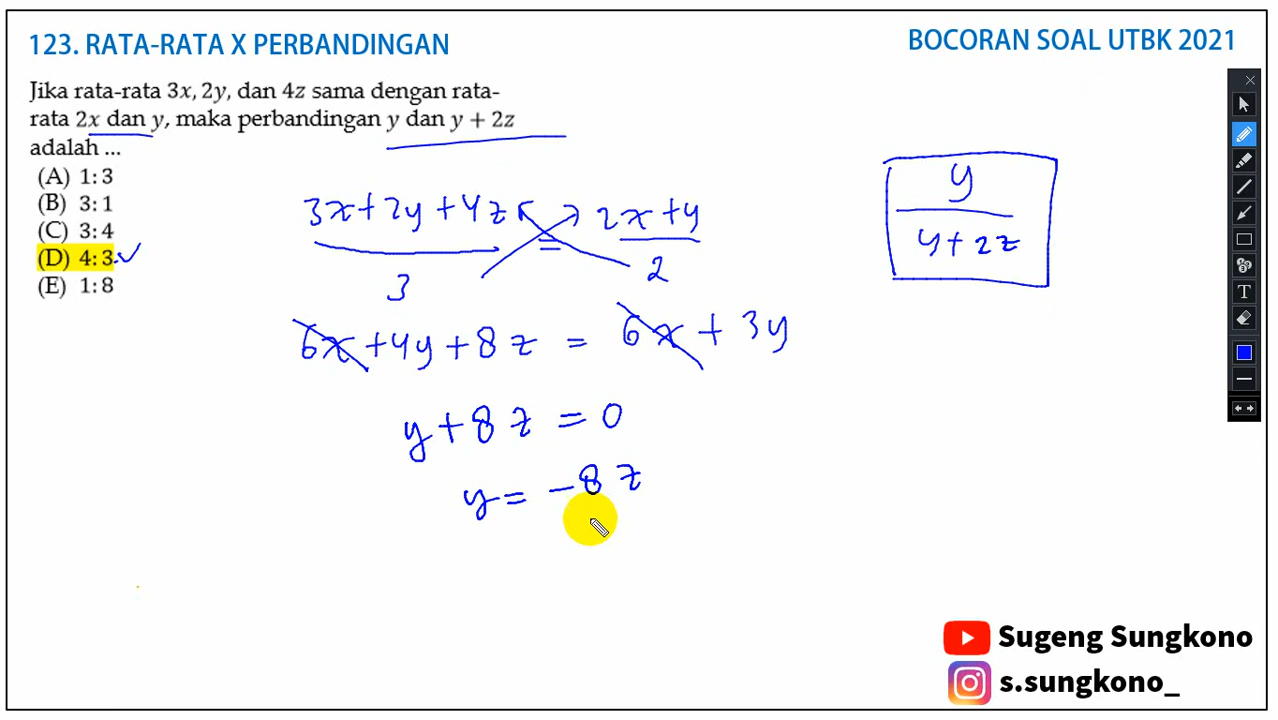 123. RATA-RATA X PERBANDINGAN
BOCORAN SOAL UTBK 2021
Jika rata-rata 3x, 2y, dan 4z sama dengan rata-
rata 2x dan y, maka perbandingan y dan y + 2z
adalah ...
(A) 1:3
(B) 3:1
(C) 3:4
(D) 4:3
(E) 1:8
3x+2y+4z = 2x+y
3 2
6x+4y+8z = 6x+3y
y+8z = 0
y = -8z
y
y+2z
T
Sugeng Sungkono
s.sungkono_